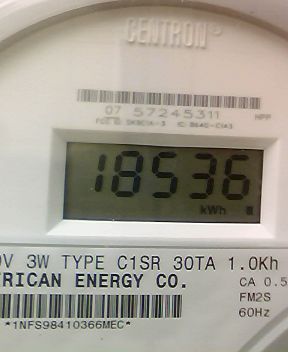 CENTRON®
07 57245311
HPP
18536
kWh
V 3W TYPE C1SR 30TA 1.0Kh
RICAN ENERGY CO.
CA 0.5
FM2S
60Hz
*1NFS98410366MEC*